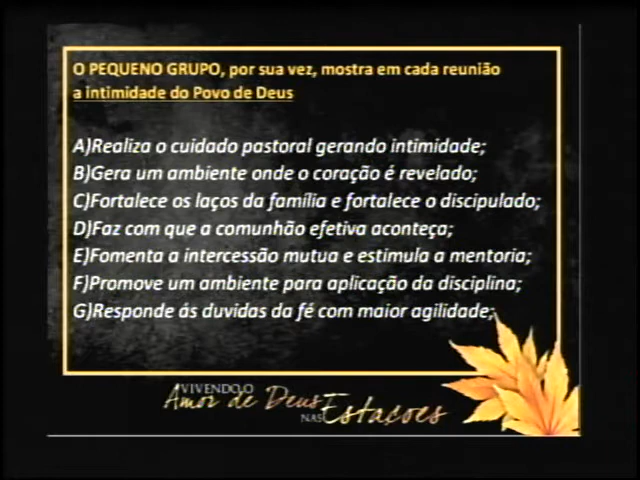 O PEQUENO GRUPO, por sua vez, mostra em cada reunião
a intimidade do Povo de Deus
A)Realiza o cuidado pastoral gerando intimidade;
B)Gera um ambiente onde o coração é revelado;
C)Fortalece os laços da família e fortalece o discipulado;
D)Faz com que a comunhão efetiva aconteça;
E)Fomenta a intercessão mutua e estimula a mentoria;
F)Promove um ambiente para aplicação da disciplina;
G)Responde ás duvidas da fé com maior agilidade;
VIVENDO O
Amor de Deus
NAS Estações